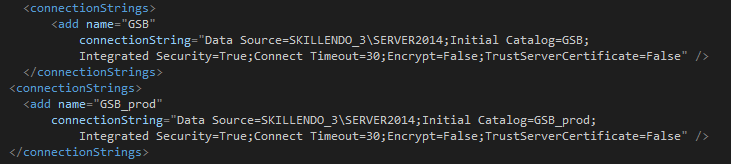 <connectionStrings>
<add name="GSB"
connectionString="Data Source=SKILLENDO_3\SERVER2014;Initial Catalog=GSB;
Integrated Security=True;Connect Timeout=30;Encrypt=False;TrustServerCertificate=False" />
</connectionStrings>
<connectionStrings>
<add name="GSB_prod"
connectionString="Data Source=SKILLENDO_3\SERVER2014;Initial Catalog=GSB_prod;
Integrated Security=True;Connect Timeout=30;Encrypt=False;TrustServerCertificate=False" />
</connectionStrings>